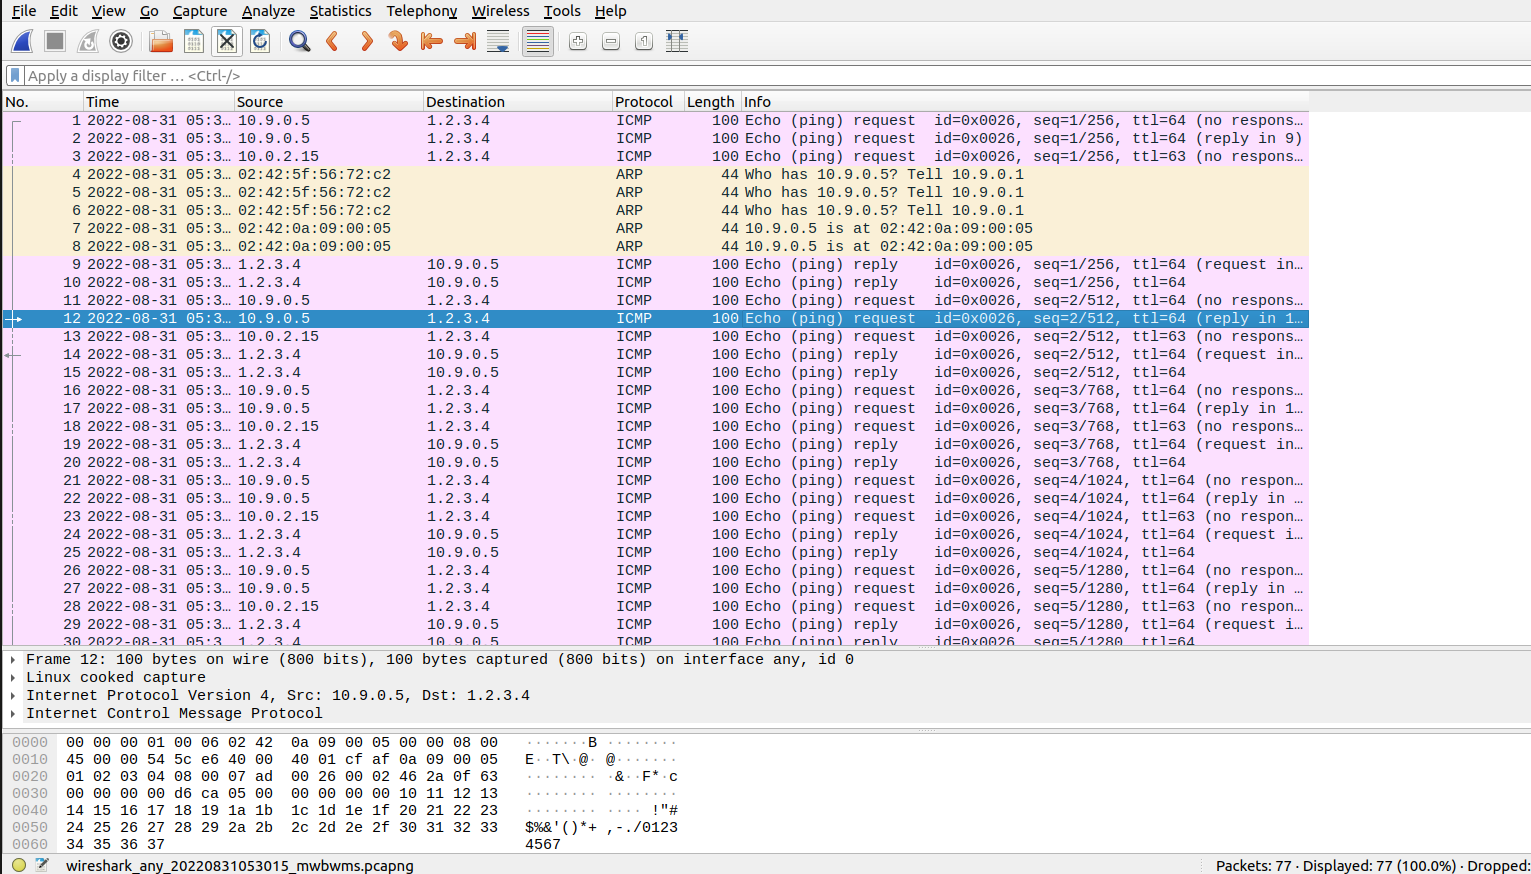 File Edit View Go Capture Analyze Statistics Telephony Wireless Tools Help
Apply a display filter … <Ctrl-/>
No. Time Source Destination Protocol Length Info
1 2022-08-31 05:3… 10.9.0.5 1.2.3.4 ICMP 100 Echo (ping) request id=0x0026, seq=1/256, ttl=64 (no respons…
2 2022-08-31 05:3… 10.9.0.5 1.2.3.4 ICMP 100 Echo (ping) request id=0x0026, seq=1/256, ttl=64 (reply in 9)
3 2022-08-31 05:3… 10.0.2.15 1.2.3.4 ICMP 100 Echo (ping) request id=0x0026, seq=1/256, ttl=63 (no respons…
4 2022-08-31 05:3… 02:42:5f:56:72:c2 ARP 44 Who has 10.9.0.5? Tell 10.9.0.1
5 2022-08-31 05:3… 02:42:5f:56:72:c2 ARP 44 Who has 10.9.0.5? Tell 10.9.0.1
6 2022-08-31 05:3… 02:42:5f:56:72:c2 ARP 44 Who has 10.9.0.5? Tell 10.9.0.1
7 2022-08-31 05:3… 02:42:0a:09:00:05 ARP 44 10.9.0.5 is at 02:42:0a:09:00:05
8 2022-08-31 05:3… 02:42:0a:09:00:05 ARP 44 10.9.0.5 is at 02:42:0a:09:00:05
9 2022-08-31 05:3… 1.2.3.4 10.9.0.5 ICMP 100 Echo (ping) reply id=0x0026, seq=1/256, ttl=64 (request in…
10 2022-08-31 05:3… 1.2.3.4 10.9.0.5 ICMP 100 Echo (ping) reply id=0x0026, seq=1/256, ttl=64
11 2022-08-31 05:3… 10.9.0.5 1.2.3.4 ICMP 100 Echo (ping) request id=0x0026, seq=2/512, ttl=64 (no respons…
12 2022-08-31 05:3… 10.9.0.5 1.2.3.4 ICMP 100 Echo (ping) request id=0x0026, seq=2/512, ttl=64 (reply in 1…
13 2022-08-31 05:3… 10.0.2.15 1.2.3.4 ICMP 100 Echo (ping) request id=0x0026, seq=2/512, ttl=63 (no respons…
14 2022-08-31 05:3… 1.2.3.4 10.9.0.5 ICMP 100 Echo (ping) reply id=0x0026, seq=2/512, ttl=64 (request in…
15 2022-08-31 05:3… 1.2.3.4 10.9.0.5 ICMP 100 Echo (ping) reply id=0x0026, seq=2/512, ttl=64
16 2022-08-31 05:3… 10.9.0.5 1.2.3.4 ICMP 100 Echo (ping) request id=0x0026, seq=3/768, ttl=64 (no respons…
17 2022-08-31 05:3… 10.9.0.5 1.2.3.4 ICMP 100 Echo (ping) request id=0x0026, seq=3/768, ttl=64 (reply in 1…
18 2022-08-31 05:3… 10.0.2.15 1.2.3.4 ICMP 100 Echo (ping) request id=0x0026, seq=3/768, ttl=63 (no respons…
19 2022-08-31 05:3… 1.2.3.4 10.9.0.5 ICMP 100 Echo (ping) reply id=0x0026, seq=3/768, ttl=64 (request in…
20 2022-08-31 05:3… 1.2.3.4 10.9.0.5 ICMP 100 Echo (ping) reply id=0x0026, seq=3/768, ttl=64
21 2022-08-31 05:3… 10.9.0.5 1.2.3.4 ICMP 100 Echo (ping) request id=0x0026, seq=4/1024, ttl=64 (no respon…
22 2022-08-31 05:3… 10.9.0.5 1.2.3.4 ICMP 100 Echo (ping) request id=0x0026, seq=4/1024, ttl=64 (reply in …
23 2022-08-31 05:3… 10.0.2.15 1.2.3.4 ICMP 100 Echo (ping) request id=0x0026, seq=4/1024, ttl=63 (no respon…
24 2022-08-31 05:3… 1.2.3.4 10.9.0.5 ICMP 100 Echo (ping) reply id=0x0026, seq=4/1024, ttl=64 (request i…
25 2022-08-31 05:3… 1.2.3.4 10.9.0.5 ICMP 100 Echo (ping) reply id=0x0026, seq=4/1024, ttl=64
26 2022-08-31 05:3… 10.9.0.5 1.2.3.4 ICMP 100 Echo (ping) request id=0x0026, seq=5/1280, ttl=64 (no respon…
27 2022-08-31 05:3… 10.9.0.5 1.2.3.4 ICMP 100 Echo (ping) request id=0x0026, seq=5/1280, ttl=64 (reply in …
28 2022-08-31 05:3… 10.0.2.15 1.2.3.4 ICMP 100 Echo (ping) request id=0x0026, seq=5/1280, ttl=63 (no respon…
29 2022-08-31 05:3… 1.2.3.4 10.9.0.5 ICMP 100 Echo (ping) reply id=0x0026, seq=5/1280, ttl=64 (request i…
30 2022-08-31 05:3… 1.2.3.4 10.9.0.5 ICMP 100 Echo (ping) reply id=0x0026, seq=5/1280, ttl=64
Frame 12: 100 bytes on wire (800 bits), 100 bytes captured (800 bits) on interface any, id 0
Linux cooked capture
Internet Protocol Version 4, Src: 10.9.0.5, Dst: 1.2.3.4
Internet Control Message Protocol
0000 00 00 00 01 00 06 02 42 0a 09 00 05 00 00 08 00 ·······B ········
0010 45 00 00 54 5c e6 40 00 40 01 cf af 0a 09 00 05 E··T\·@· @·······
0020 01 02 03 04 08 00 07 ad 00 26 00 02 46 2a 0f 63 ········ ·&··F*·c
0030 00 00 00 00 d6 ca 05 00 00 00 00 00 10 11 12 13 ········ ········
0040 14 15 16 17 18 19 1a 1b 1c 1d 1e 1f 20 21 22 23 ········ ···· !"#
0050 24 25 26 27 28 29 2a 2b 2c 2d 2e 2f 30 31 32 33 $%&'()*+ ,-./0123
0060 34 35 36 37 4567
wireshark_any_20220831053015_mwbwms.pcapng Packets: 77 · Displayed: 77 (100.0%) · Dropped: